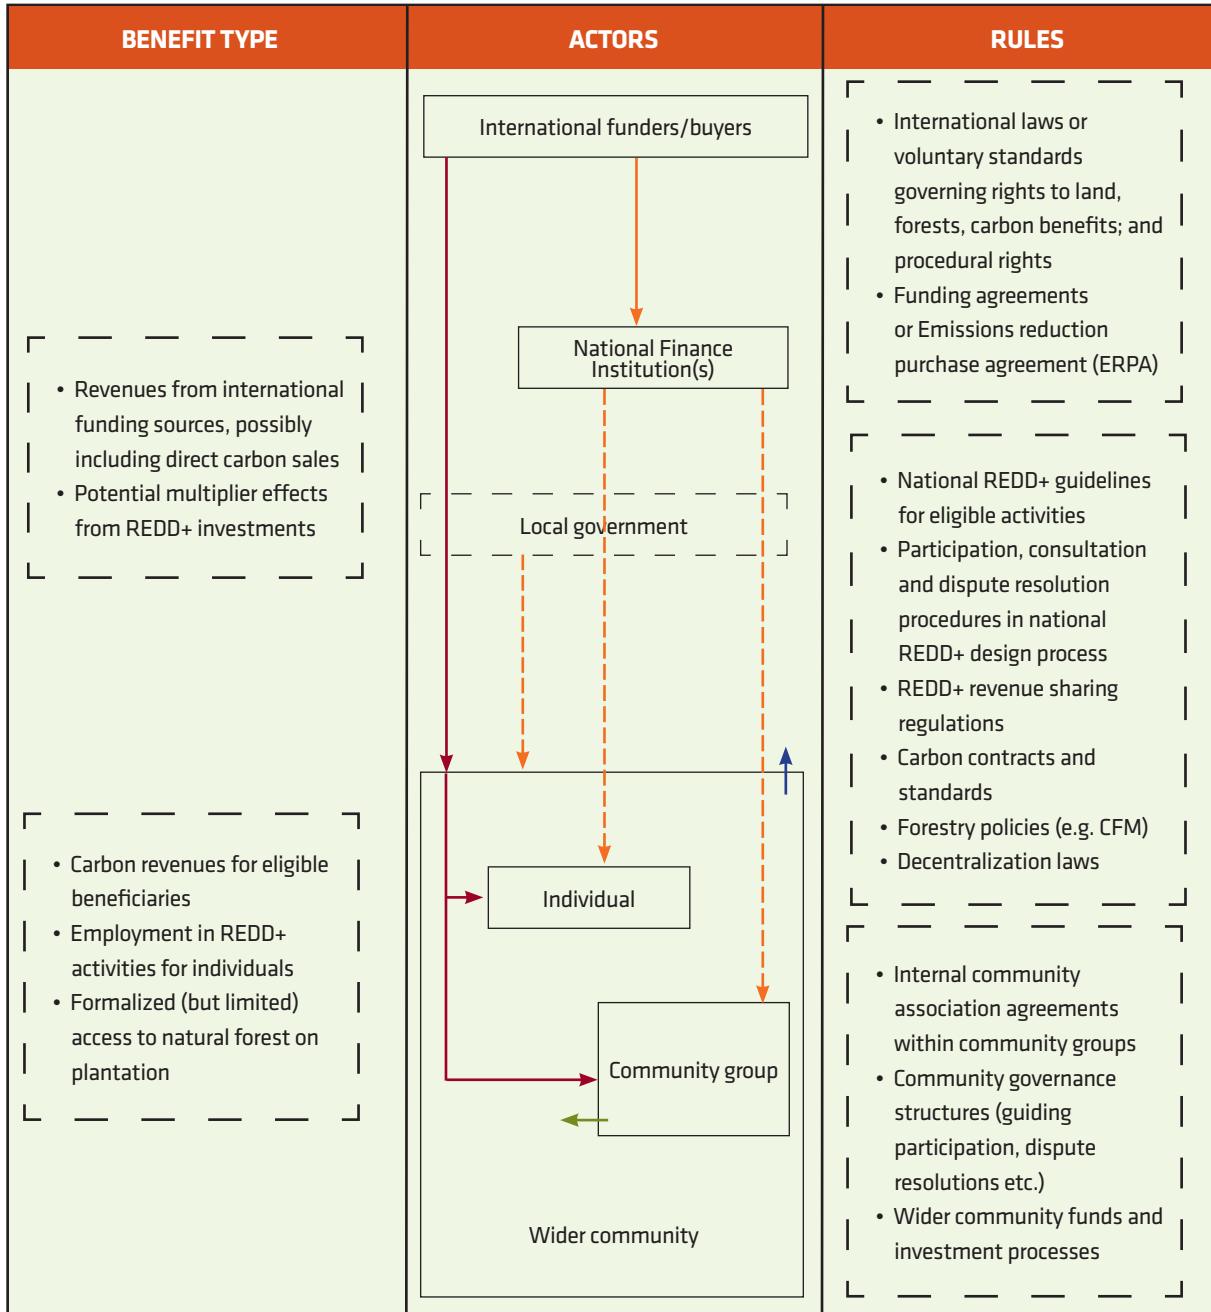 BENEFIT TYPE
ACTORS
RULES
• Revenues from international
funding sources, possibly
including direct carbon sales
• Potential multiplier effects
from REDD+ investments
• Carbon revenues for eligible
beneficiaries
• Employment in REDD+
activities for individuals
• Formalized (but limited)
access to natural forest on
plantation
International funders/buyers
National Finance
Institution(s)
Local government
Individual
Community group
Wider community
• International laws or
voluntary standards
governing rights to land,
forests, carbon benefits; and
procedural rights
• Funding agreements
or Emissions reduction
purchase agreement (ERPA)
• National REDD+ guidelines
for eligible activities
• Participation, consultation
and dispute resolution
procedures in national
REDD+ design process
• REDD+ revenue sharing
regulations
• Carbon contracts and
standards
• Forestry policies (e.g. CFM)
• Decentralization laws
• Internal community
association agreements
within community groups
• Community governance
structures (guiding
participation, dispute
resolutions etc.)
• Wider community funds and
investment processes